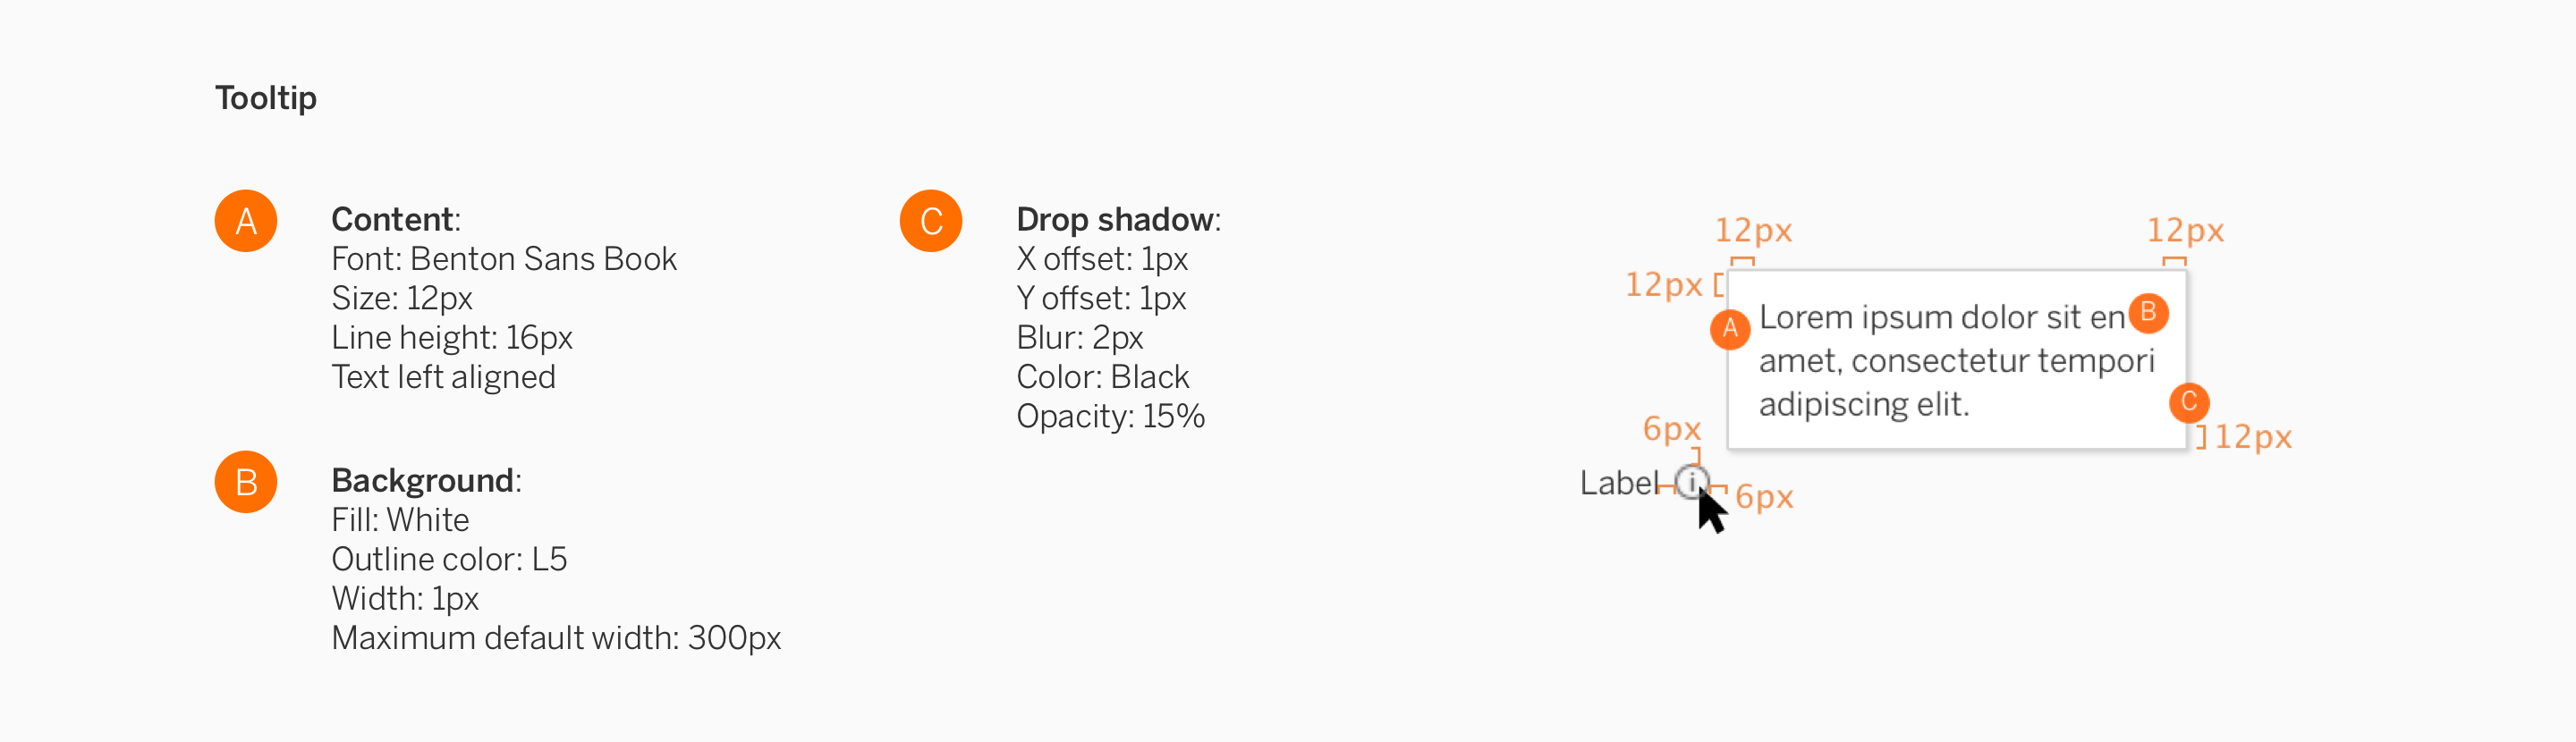 Tooltip
A
Content:
Font: Benton Sans Book
Size: 12px
Line height: 16px
Text left aligned
B
Background:
Fill: White
Outline color: L5
Width: 1px
Maximum default width: 300px
C
Drop shadow:
X offset: 1px
Y offset: 1px
Blur: 2px
Color: Black
Opacity: 15%
12px
12px
12px
A
Lorem ipsum dolor sit en
B
amet, consectetur tempori
adipiscing elit.
C
12px
6px
Label
i
6px